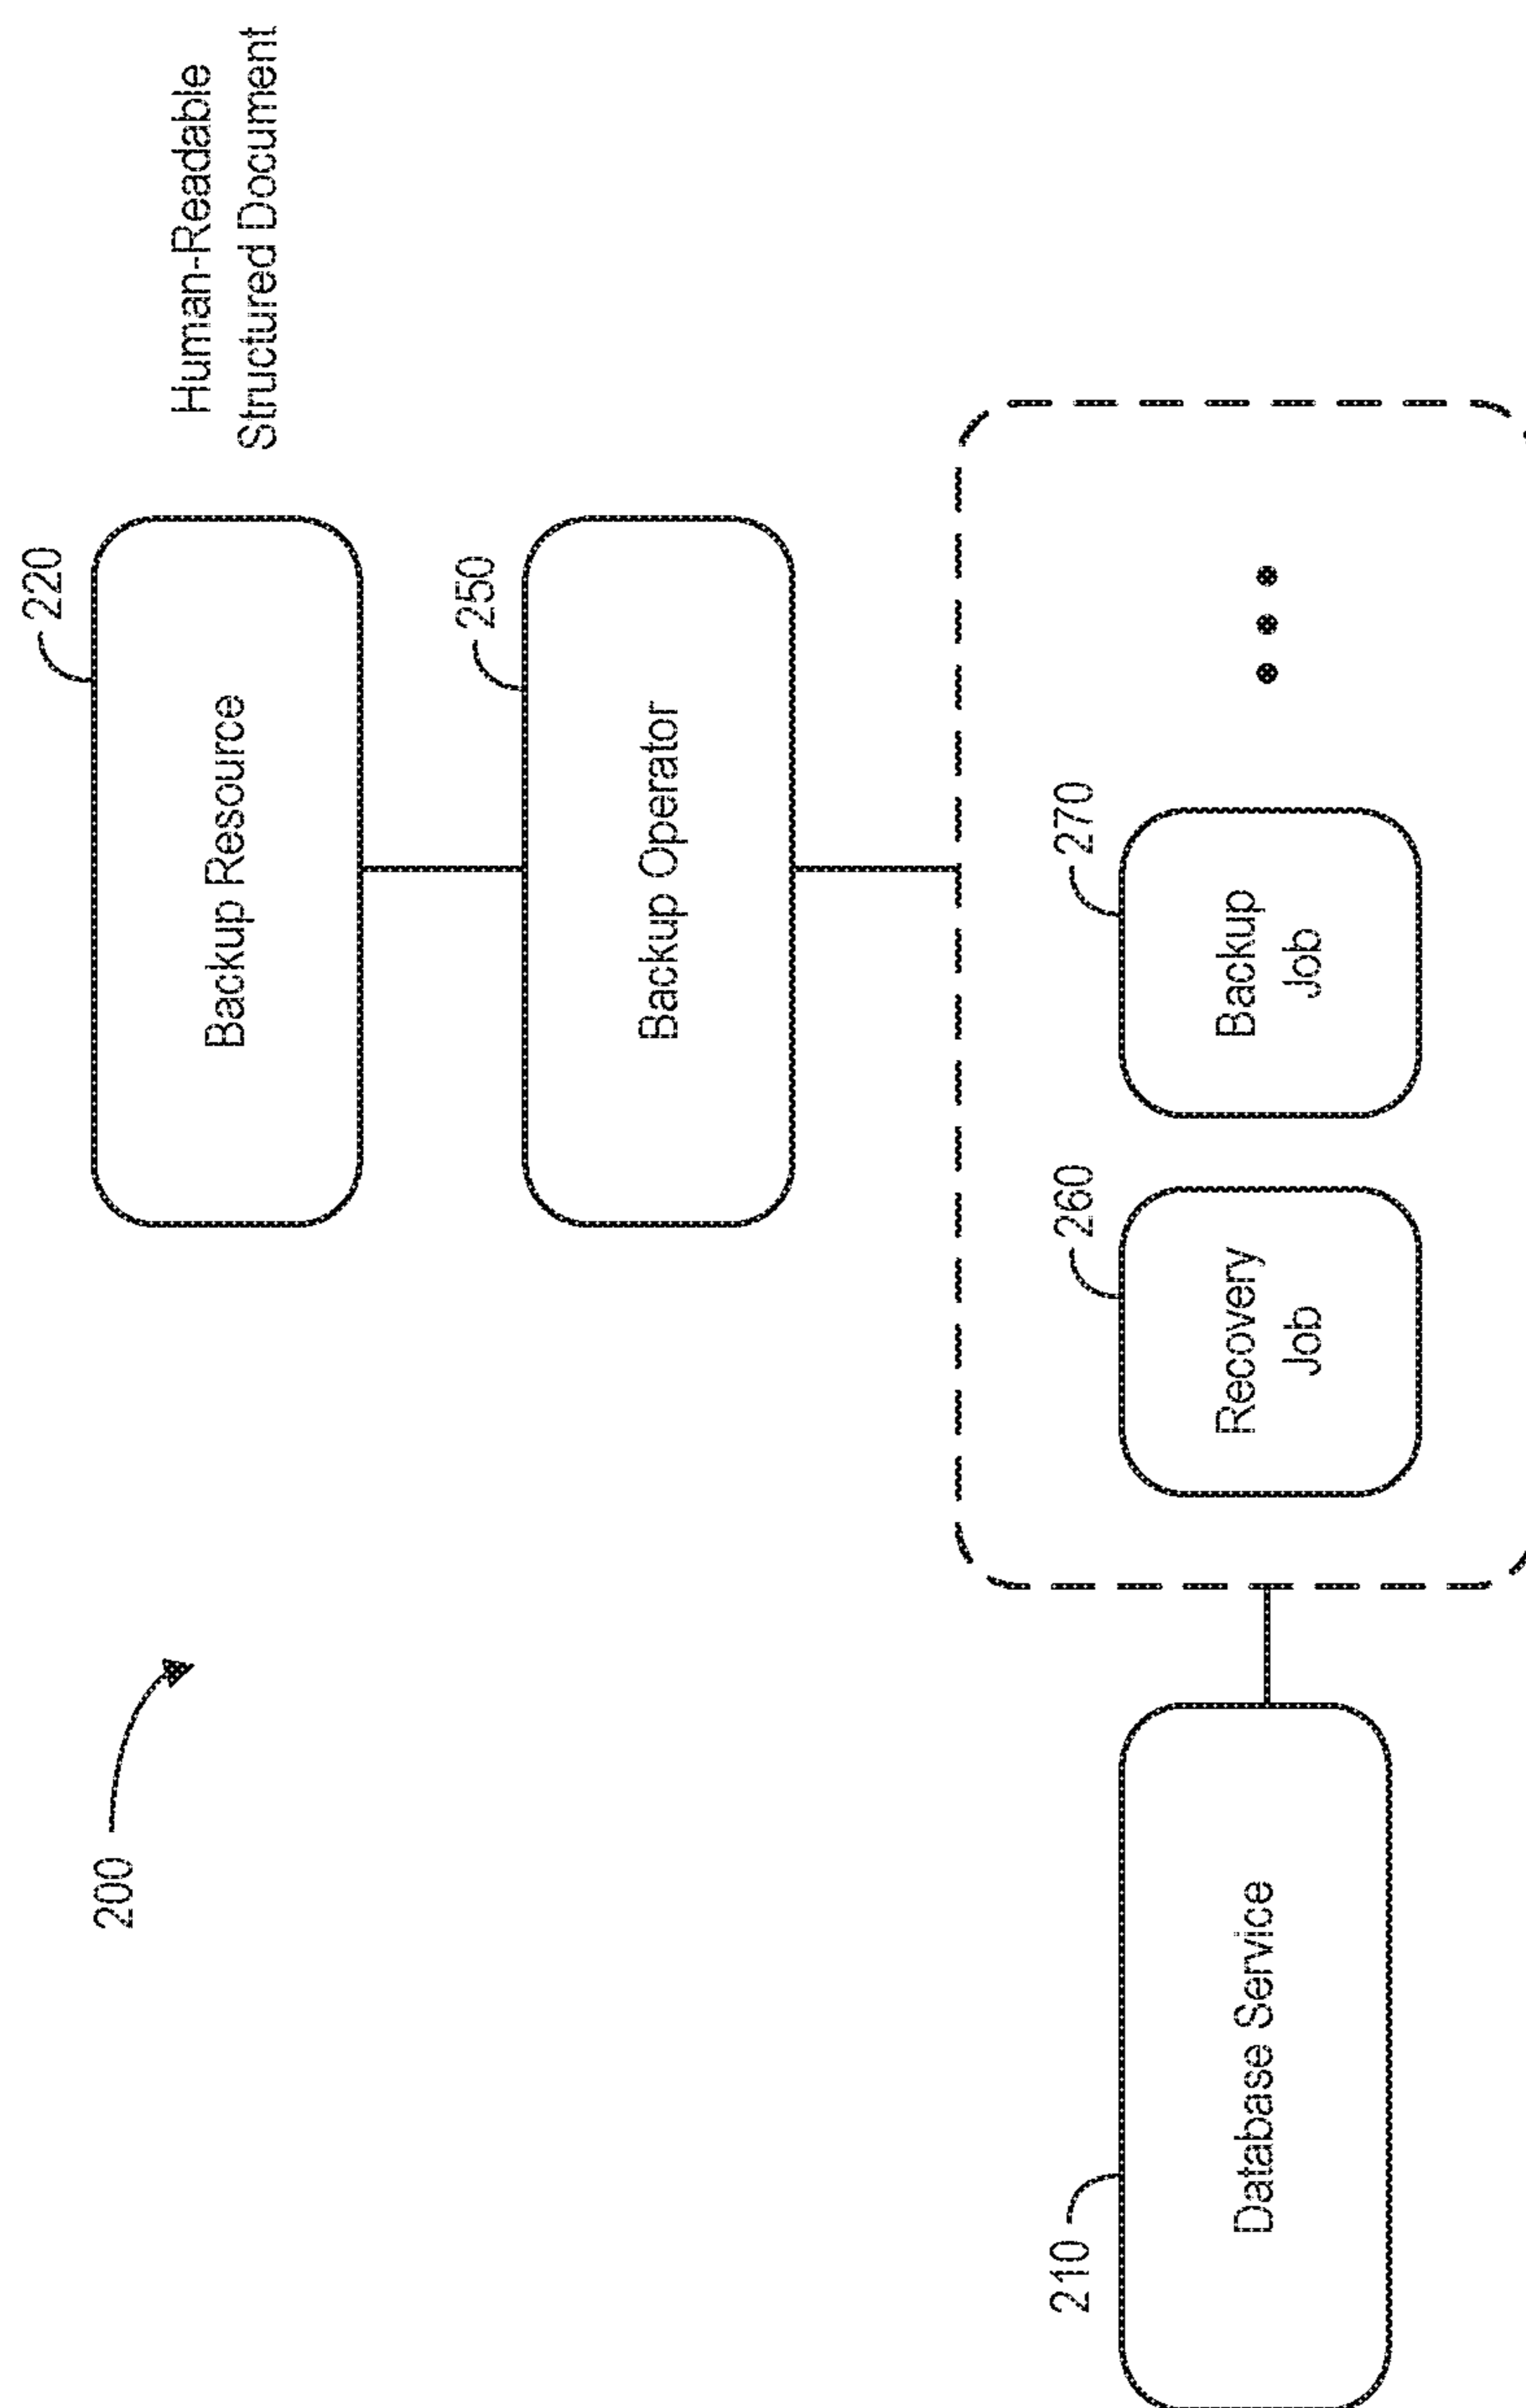 200
Human-Readable
Structured Document
220
Backup Resource
250
Backup Operator
210
Database Service
260
Recovery
Job
270
Backup
Job